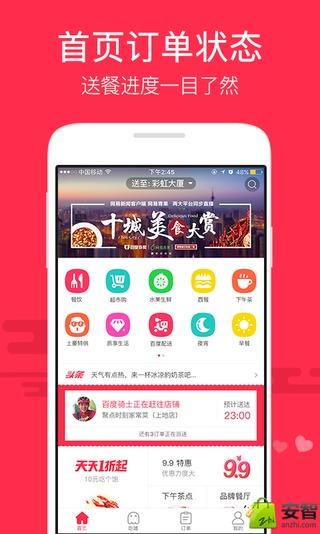 首页订单状态
送餐进度一目了然
中国移动
下午2:45
48%
送至:彩虹大厦
网易新闻客户端 网易青果 两大平台同步直播
十城美食大赏
Delicious Food
餐饮
超市购
水果生鲜
西餐
下午茶
土豪特供
质享生活
百度配送
夜宵
早餐
头条
天气有点热，来一杯冰凉的奶茶吧...
百度骑士正在赶往店铺
预计送达
聚点时刻家常菜（上地店）
23:00
还有3订单正在派送
天天1折起
10元吃个饱
9.9 特惠
优惠力度大
9.9
下午茶点
品牌餐厅
首页
吃喳
订单
我的
安智
zhi
anzhi.com